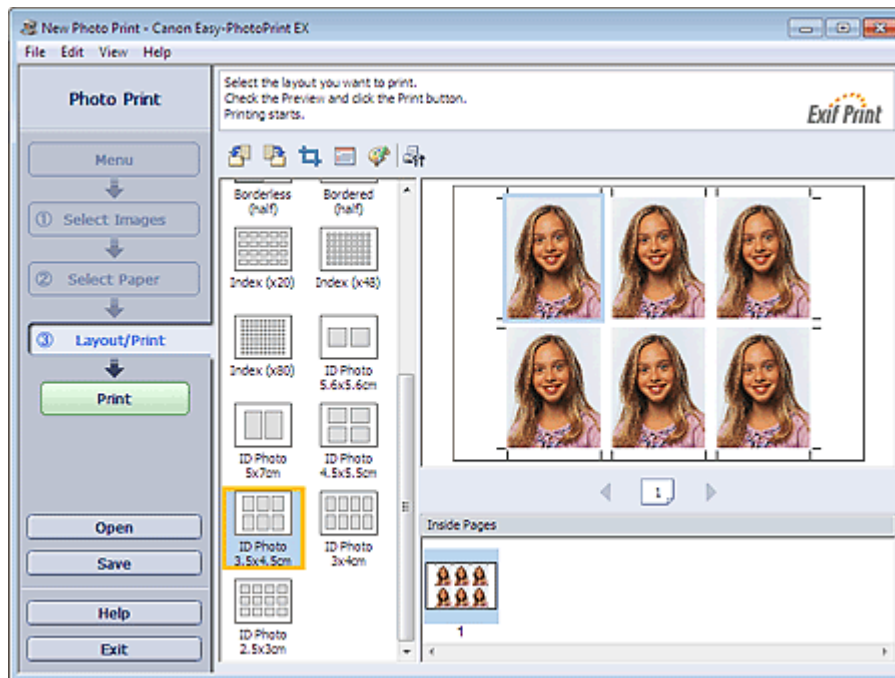 New Photo Print - Canon Easy-PhotoPrint EX
File Edit View Help
Photo Print
Select the layout you want to print.
Check the Preview and click the Print button.
Printing starts.
Exif Print
Menu
① Select Images
② Select Paper
③ Layout/Print
Print
Open
Save
Help
Exit
Borderless
(half)
Bordered
(half)
Index (x20)
Index (x48)
Index (x80)
ID Photo
5.6x5.6cm
ID Photo
5x7cm
ID Photo
4.5x5.5cm
ID Photo
3.5x4.5cm
ID Photo
3x4cm
ID Photo
2.5x3cm
1
Inside Pages
1